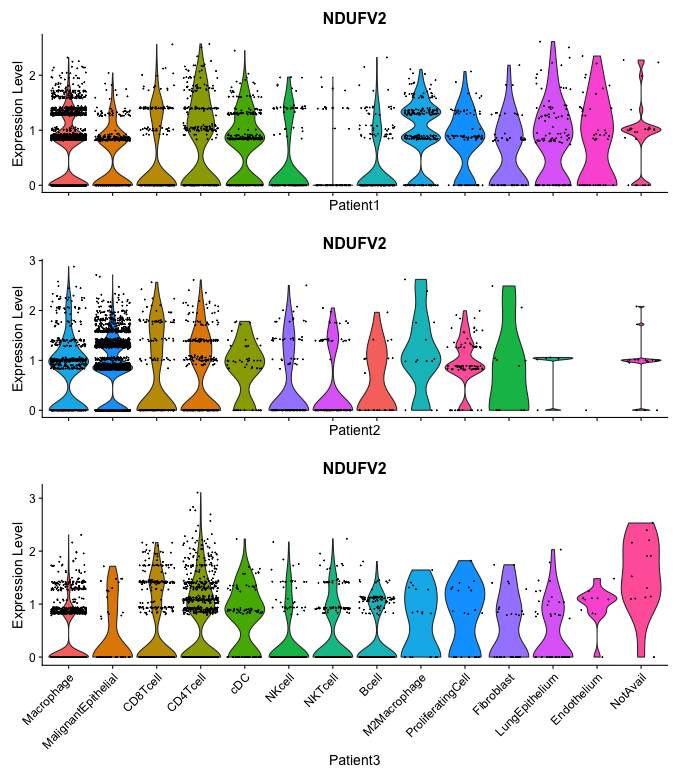 NDUFV2
Expression Level
2
1
0
Patient1
NDUFV2
Expression Level
3
2
1
0
Patient2
NDUFV2
Expression Level
3
2
1
0
Macrophage
MalignantEpithelial
CD8Tcell
CD4Tcell
cDC
NKcell
NKTcell
Bcell
M2Macrophage
ProliferatingCell
Fibroblast
LungEpithelium
Endothelium
NotAvail
Patient3